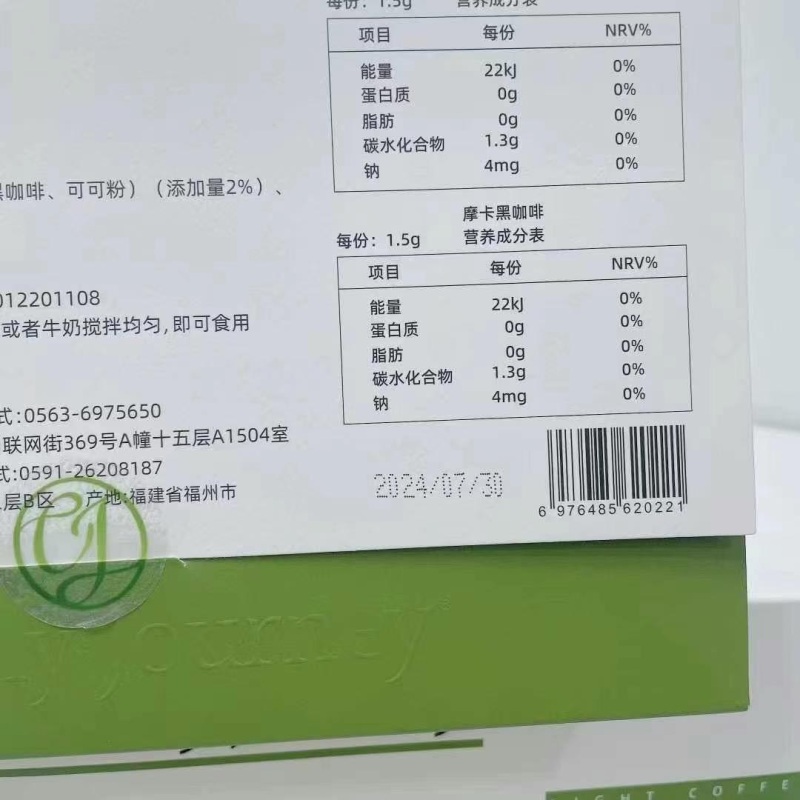 每份：1.5g 营养成分表
项目 每份 NRV%
能量 22kJ 0%
蛋白质 0g 0%
脂肪 0g 0%
碳水化合物 1.3g 0%
钠 4mg 0%
咖啡、可可粉）（添加量2%）、
摩卡黑咖啡
每份：1.5g 营养成分表
项目 每份 NRV%
能量 22kJ 0%
蛋白质 0g 0%
脂肪 0g 0%
碳水化合物 1.3g 0%
钠 4mg 0%
012201108
或者牛奶搅拌均匀,即可食用
式:0563-6975650
联网街369号A幢十五层A1504室
式:0591-26208187
层B区 产地:福建省福州市
2024/07/30
6 976485 620221
COFFE